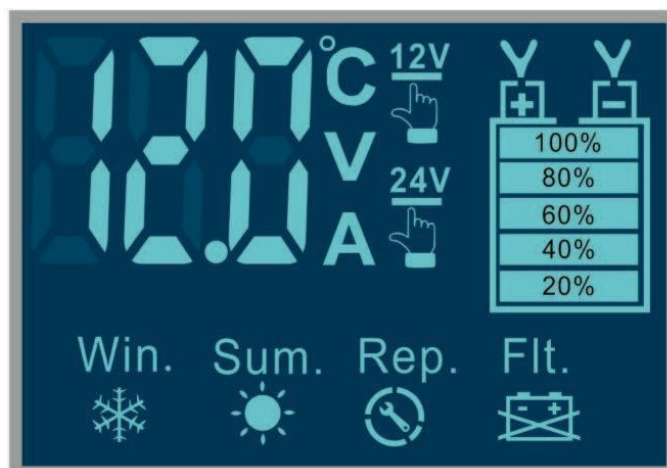 12.0 °C 12V
V 24V
A
+ -
100%
80%
60%
40%
20%
Win. Sum. Rep. Flt.
- +